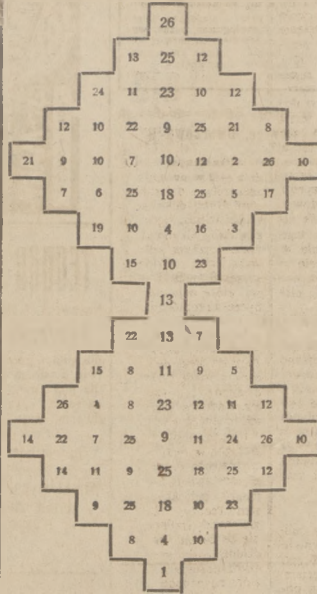 26
13 25 12
24 11 23 10 12
12 10 22 9 25 21 8
21 9 10 7 10 12 2 26 10
7 6 25 18 25 5 17
19 10 4 16 3
15 10 23
13
22 13 7
15 8 11 9 5
26 4 8 23 12 11 12
14 22 7 25 9 11 24 26 10
14 11 9 25 18 25 12
9 25 18 10 23
8 4 10
1